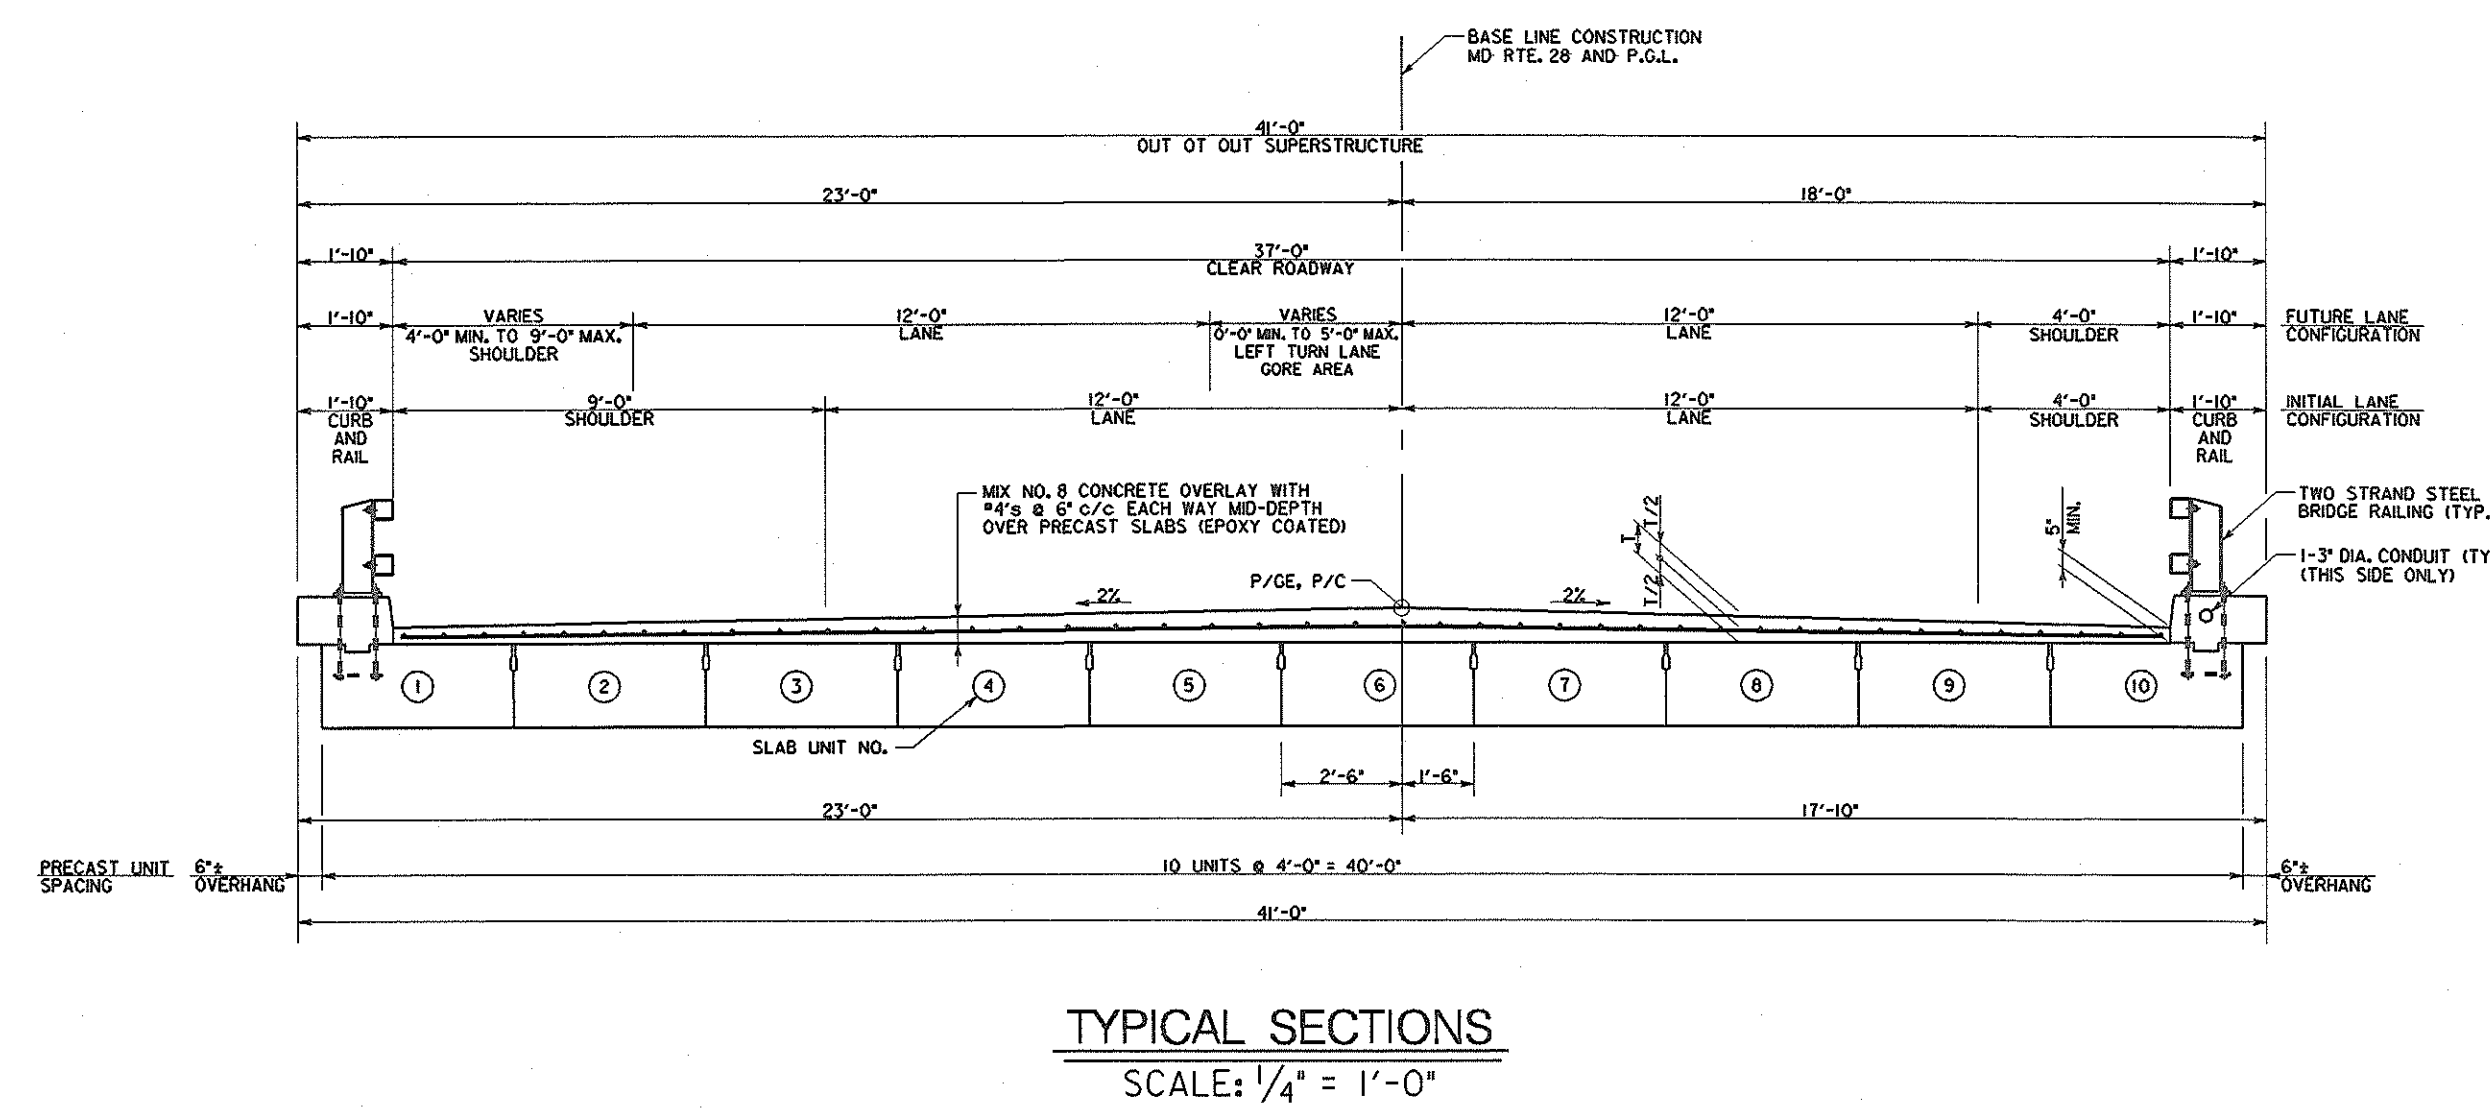 BASE LINE CONSTRUCTION
MD RTE. 28 AND P.G.L.
41'-0"
OUT OT OUT SUPERSTRUCTURE
23'-0"
18'-0"
1'-10"
37'-0"
CLEAR ROADWAY
1'-10"
1'-10"
VARIES
4'-0" MIN. TO 9'-0" MAX.
SHOULDER
12'-0"
LANE
VARIES
0'-0" MIN. TO 5'-0" MAX.
LEFT TURN LANE
GORE AREA
12'-0"
LANE
4'-0"
SHOULDER
1'-10"
FUTURE LANE
CONFIGURATION
1'-10"
CURB
AND
RAIL
9'-0"
SHOULDER
12'-0"
LANE
12'-0"
LANE
4'-0"
SHOULDER
1'-10"
CURB
AND
RAIL
INITIAL LANE
CONFIGURATION
MIX NO. 8 CONCRETE OVERLAY WITH
#4's @ 6" c/c EACH WAY MID-DEPTH
OVER PRECAST SLABS (EPOXY COATED)
T
T/2
T/2
5"
MIN.
TWO STRAND STEEL
BRIDGE RAILING (TYP.
1-3" DIA. CONDUIT (TY
(THIS SIDE ONLY)
P/GE, P/C
2%
2%
1
2
3
4
5
6
7
8
9
10
SLAB UNIT NO.
2'-6"
1'-6"
23'-0"
17'-10"
PRECAST UNIT
SPACING
6"±
OVERHANG
10 UNITS @ 4'-0" = 40'-0"
6"±
OVERHANG
41'-0"
TYPICAL SECTIONS
SCALE: 1/4" = 1'-0"